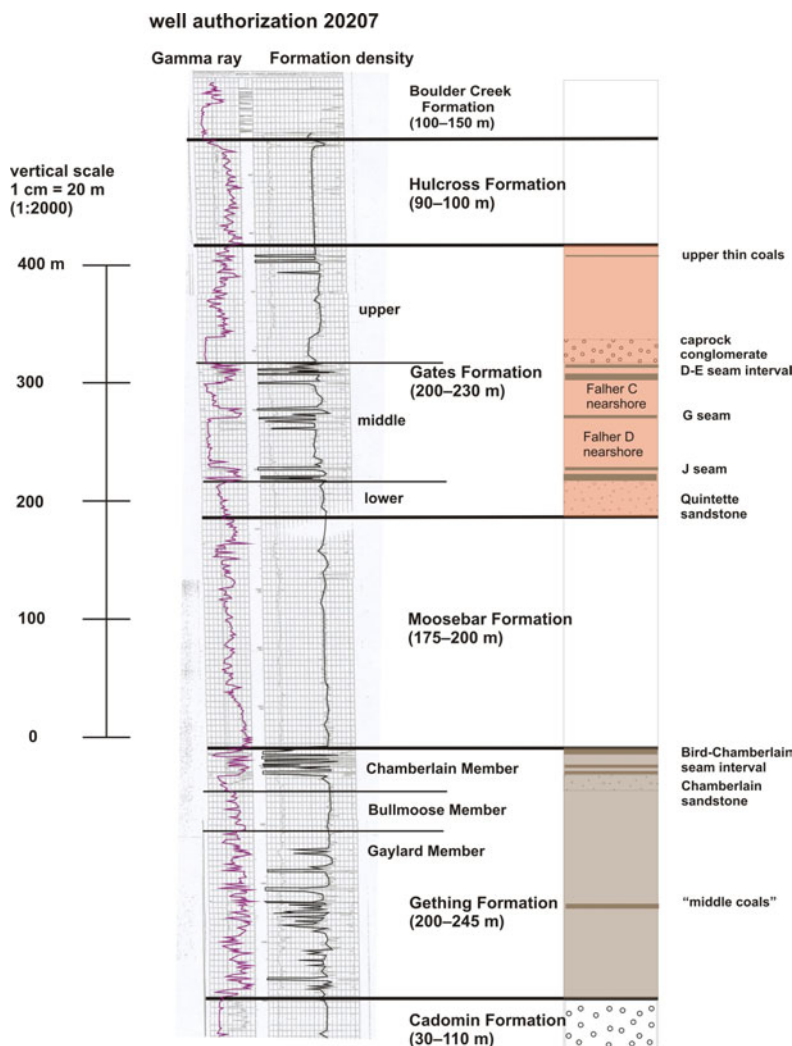 well authorization 20207
Gamma ray
Formation density
Boulder Creek
Formation
(100–150 m)
vertical scale
1 cm = 20 m
(1:2000)
Hulcross Formation
(90–100 m)
400 m
upper thin coals
upper
caprock
conglomerate
D-E seam interval
Gates Formation
(200–230 m)
300
Falher C
nearshore
middle
G seam
Falher D
nearshore
J seam
200
lower
Quintette
sandstone
Moosebar Formation
(175–200 m)
100
0
Bird-Chamberlain
seam interval
Chamberlain Member
Chamberlain
sandstone
Bullmoose Member
Gaylard Member
Gething Formation
(200–245 m)
“middle coals”
Cadomin Formation
(30–110 m)